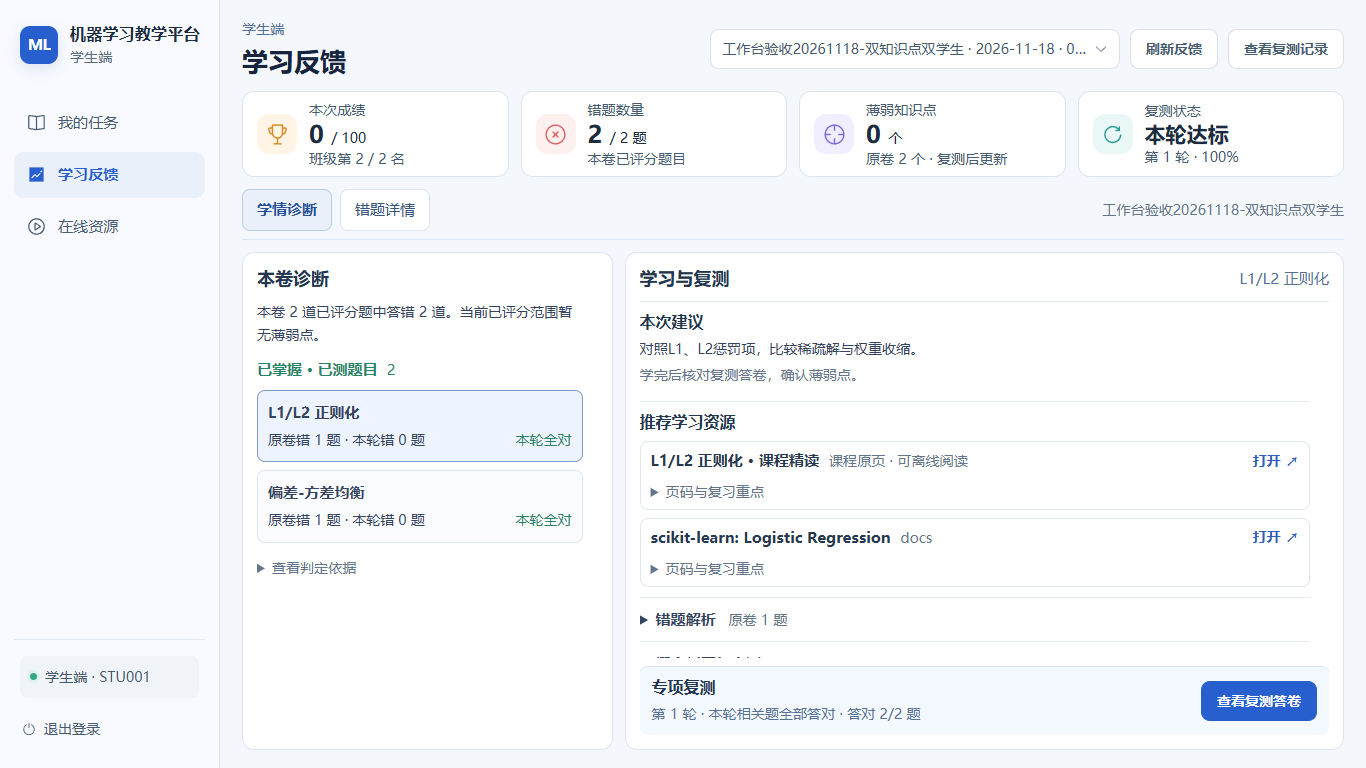 ML
机器学习教学平台
学生端
我的任务
学习反馈
在线资源
学生端 · STU001
退出登录
学生端
学习反馈
工作台验收20261118-双知识点双学生 · 2026-11-18 · 0...
刷新反馈
查看复测记录
本次成绩
0 / 100
班级第 2 / 2 名
错题数量
2 / 2 题
本卷已评分题目
薄弱知识点
0 个
原卷 2 个 · 复测后更新
复测状态
本轮达标
第 1 轮 · 100%
学情诊断
错题详情
工作台验收20261118-双知识点双学生
本卷诊断
本卷 2 道已评分题中答错 2 道。当前已评分范围暂
无薄弱点。
已掌握 • 已测题目 2
L1/L2 正则化
原卷错 1 题 · 本轮错 0 题 本轮全对
偏差-方差均衡
原卷错 1 题 · 本轮错 0 题 本轮全对
▶ 查看判定依据
学习与复测
L1/L2 正则化
本次建议
对照L1、L2惩罚项，比较稀疏解与权重收缩。
学完后核对复测答卷，确认薄弱点。
推荐学习资源
L1/L2 正则化 • 课程精读 课程原页 · 可离线阅读 打开 ↗
▶ 页码与复习重点
scikit-learn: Logistic Regression docs 打开 ↗
▶ 页码与复习重点
▶ 错题解析 原卷 1 题
专项复测
第 1 轮 · 本轮相关题全部答对 · 答对 2/2 题
查看复测答卷